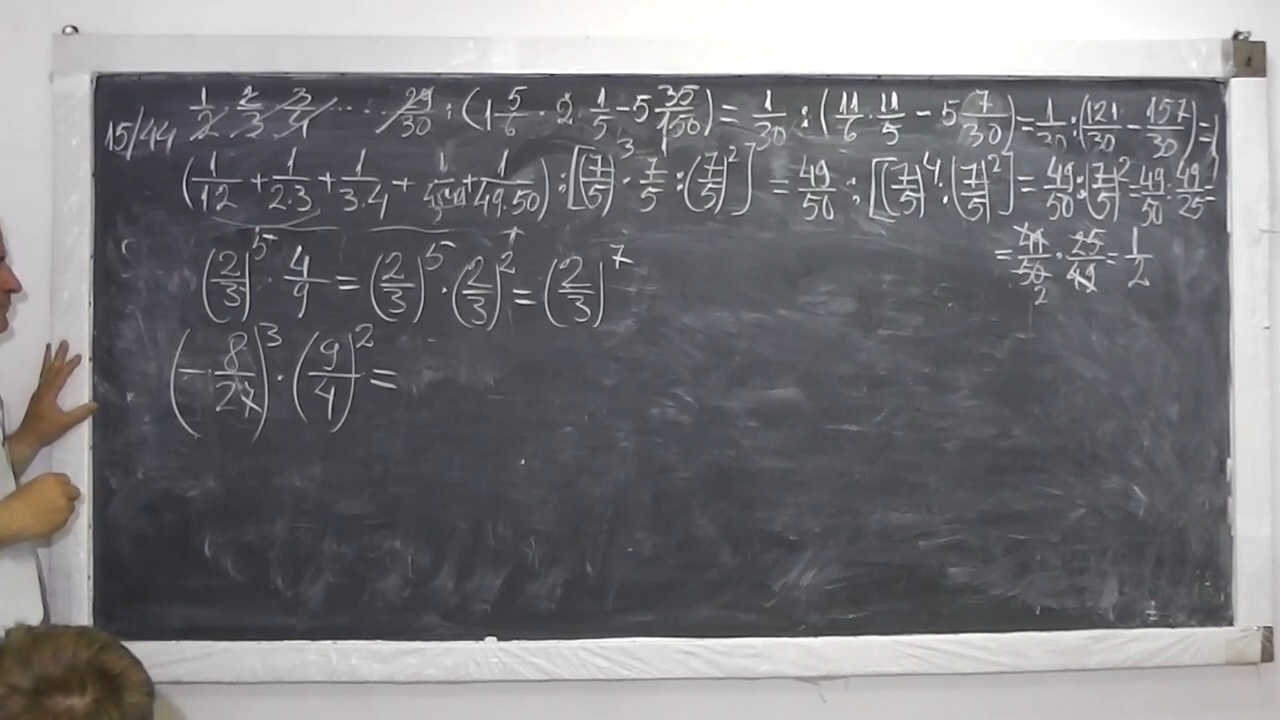 15/44 1/2 · 2/3 · 3/4 · ... · 29/30 : (1 5/6 · 2 · 1/5 − 5 35/150) = 1/30 : (11/6 · 11/5 − 5 7/30) = 1/30 : (121/30 − 157/30) =
(1/1.2 + 1/2.3 + 1/3.4 + + 1/49.50) : [(7/5)^3 · 7/5 : (7/5)^2] = 49/50 : [(7/5)^4 : (7/5)^2] = 49/50 : (7/5)^2 = 49/50 : 49/25 =
= 49/50 · 25/49 = 1/2
(2/3)^5 · 4/9 = (2/3)^5 · (2/3)^2 = (2/3)^7
(− 8/27)^3 · (9/4)^2 =